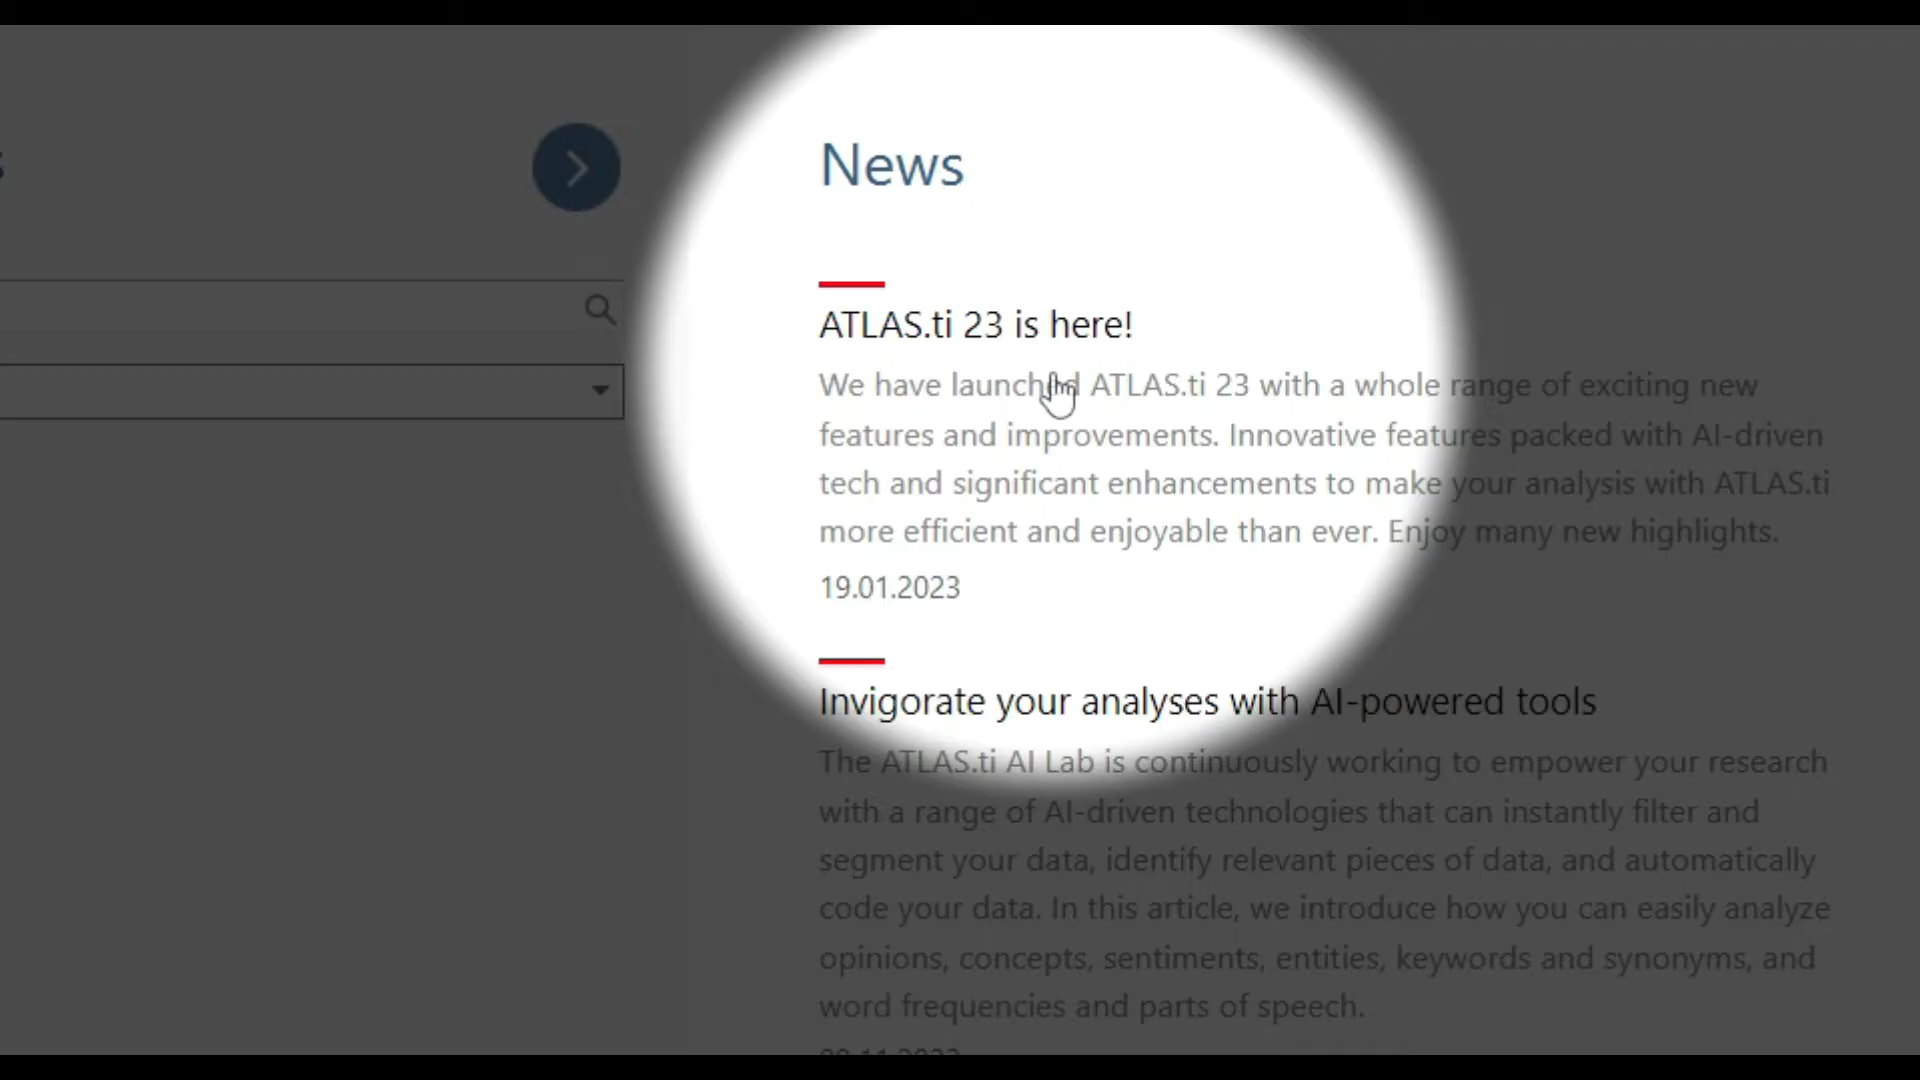 News
ATLAS.ti 23 is here!
We have launched ATLAS.ti 23 with a whole range of exciting new
features and improvements. Innovative features packed with AI-driven
tech and significant enhancements to make your analysis with ATLAS.ti
more efficient and enjoyable than ever. Enjoy many new highlights.
19.01.2023
Invigorate your analyses with AI-powered tools
The ATLAS.ti AI Lab is continuously working to empower your research
with a range of AI-driven technologies that can instantly filter and
segment your data, identify relevant pieces of data, and automatically
code your data. In this article, we introduce how you can easily analyze
opinions, concepts, sentiments, entities, keywords and synonyms, and
word frequencies and parts of speech.